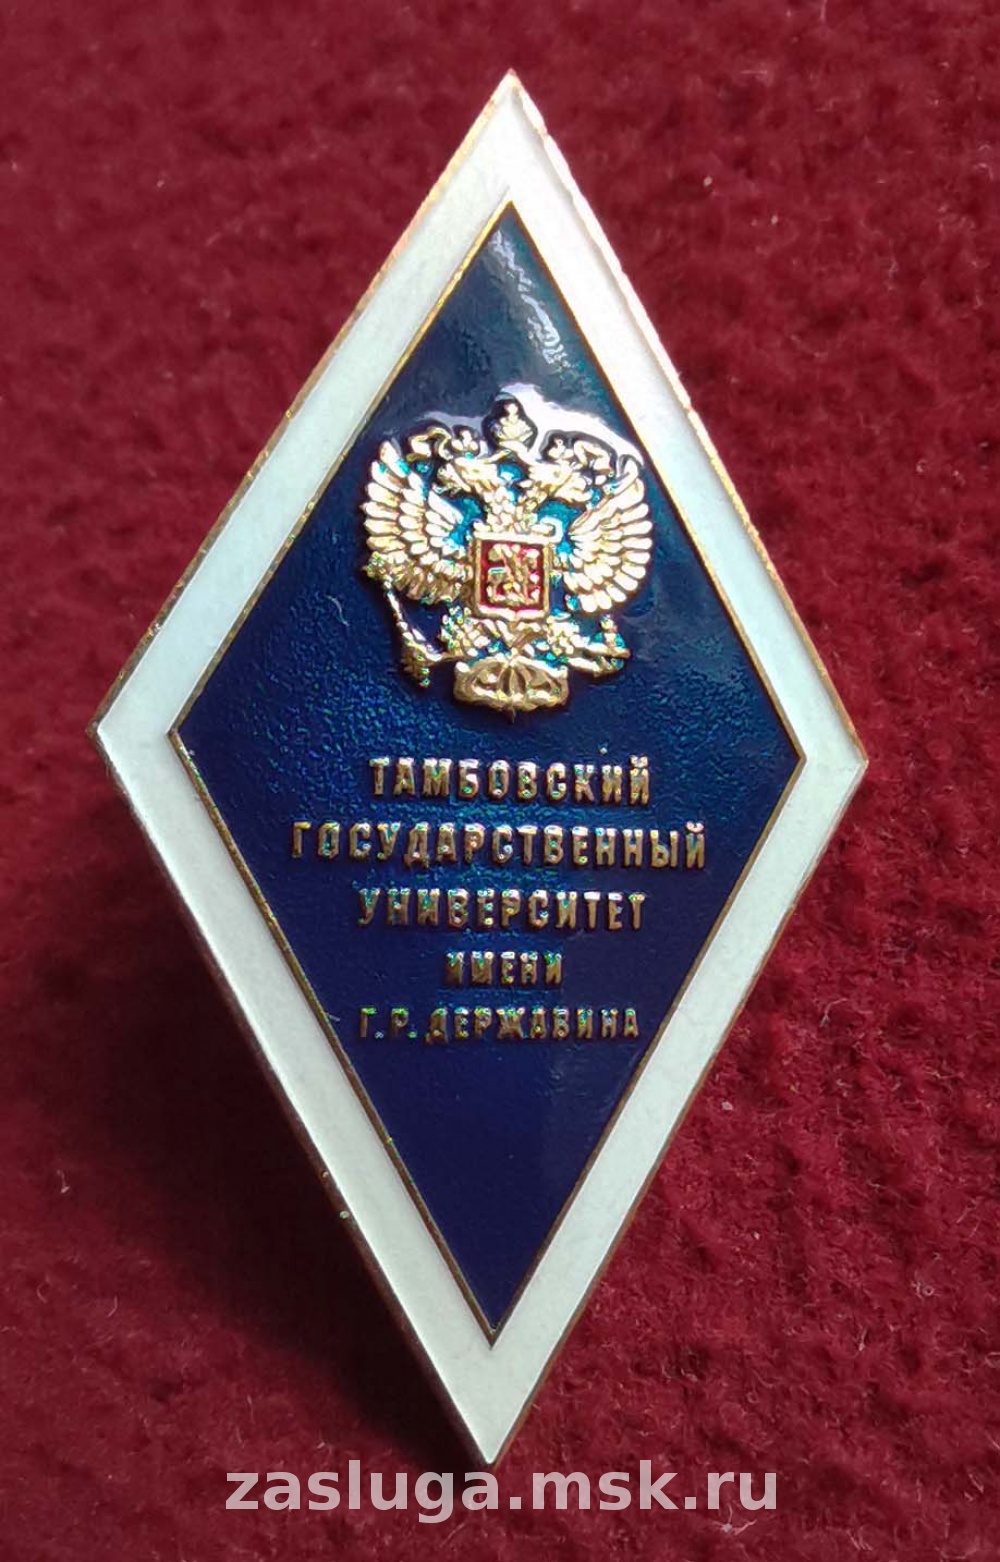 ТАМБОВСКИЙ
ГОСУДАРСТВЕННЫЙ
УНИВЕРСИТЕТ
ИМЕНИ
Г.Р.ДЕРЖАВИНА
zasluga.msk.ru